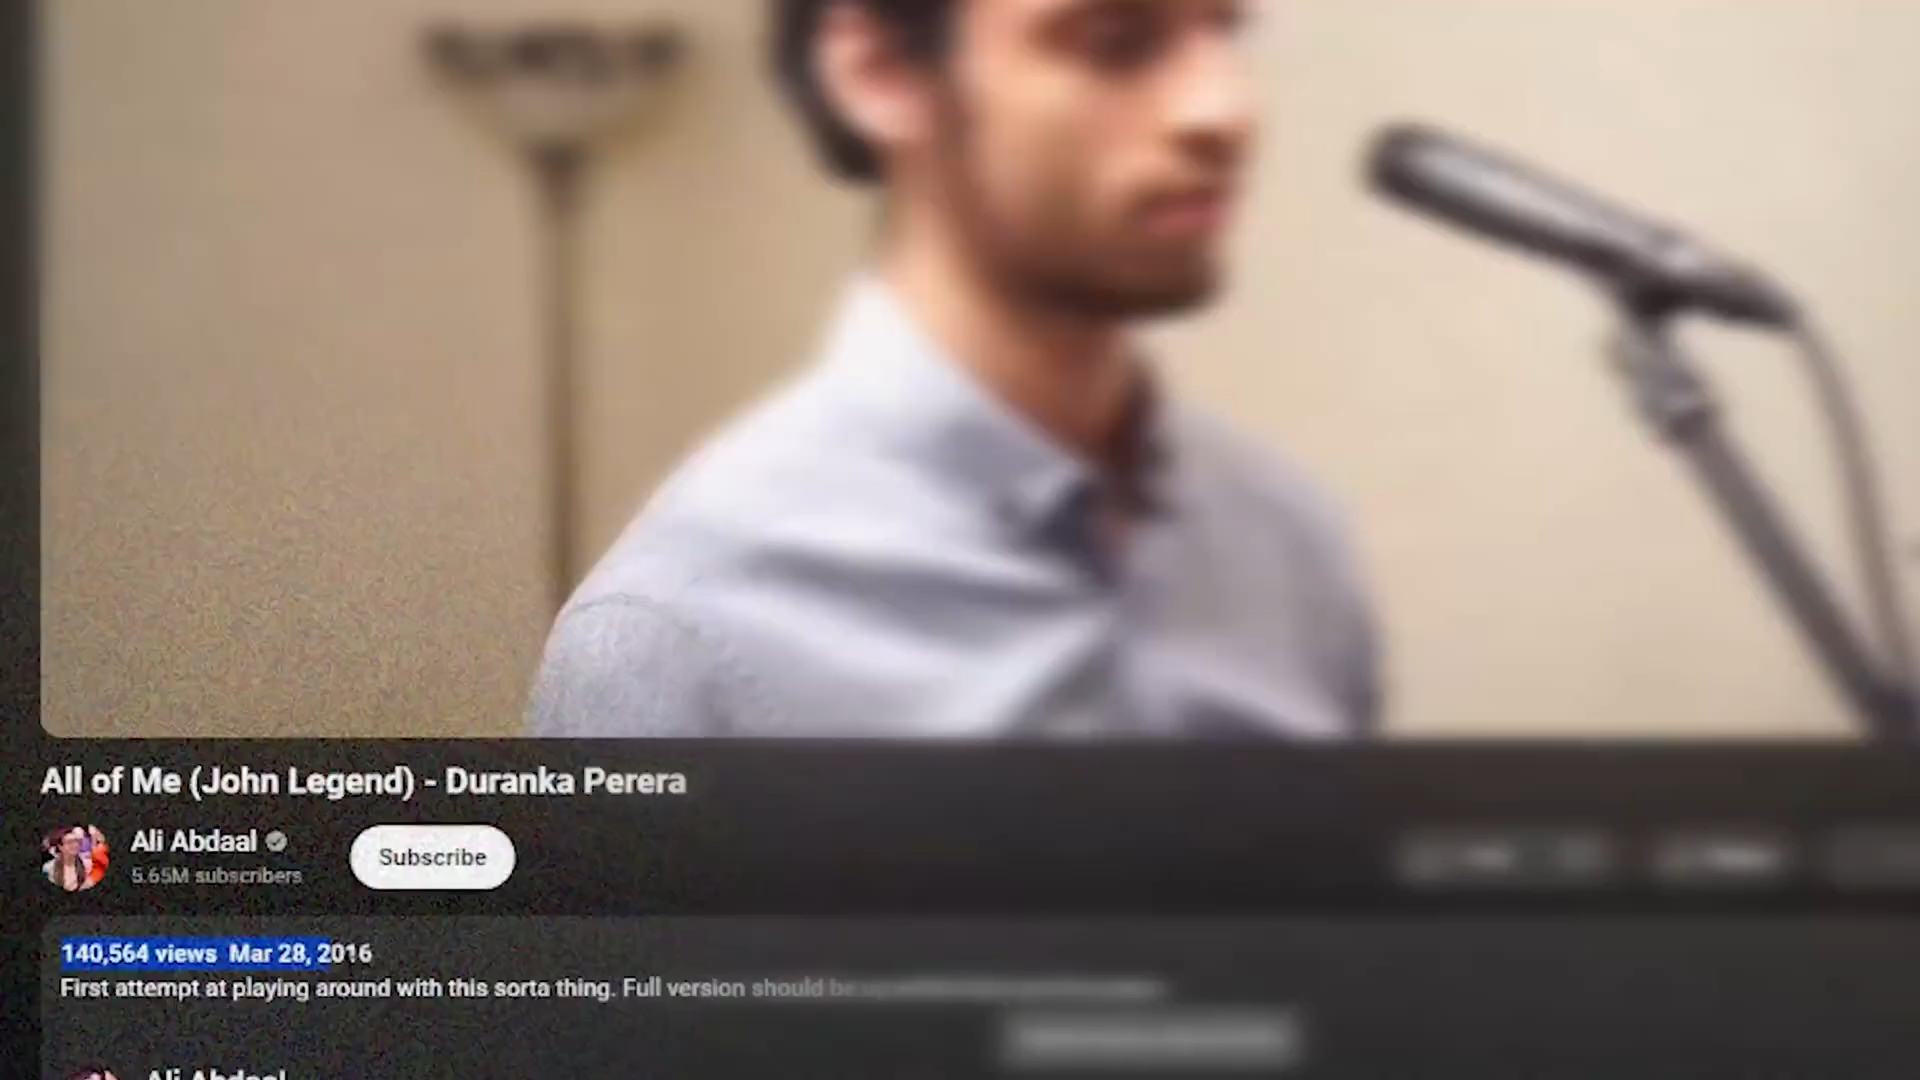 All of Me (John Legend) - Duranka Perera
Ali Abdaal
5.65M subscribers
Subscribe
140,564 views Mar 28, 2016
First attempt at playing around with this sorta thing. Full version should be
Ali Abdaal